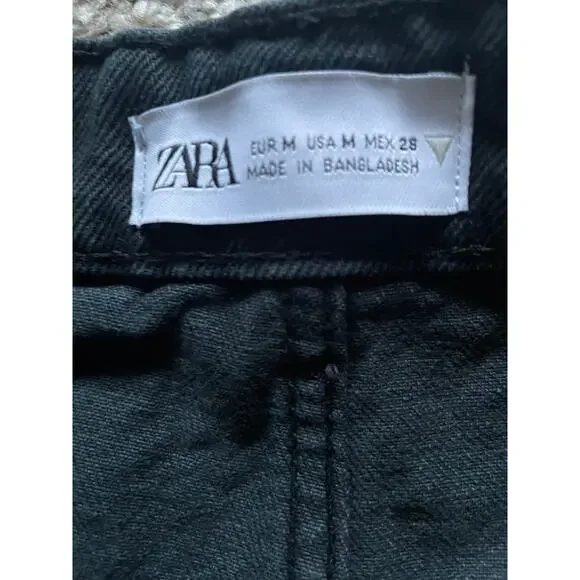 ZARA
EUR M USA M MEX 28
MADE IN BANGLADESH